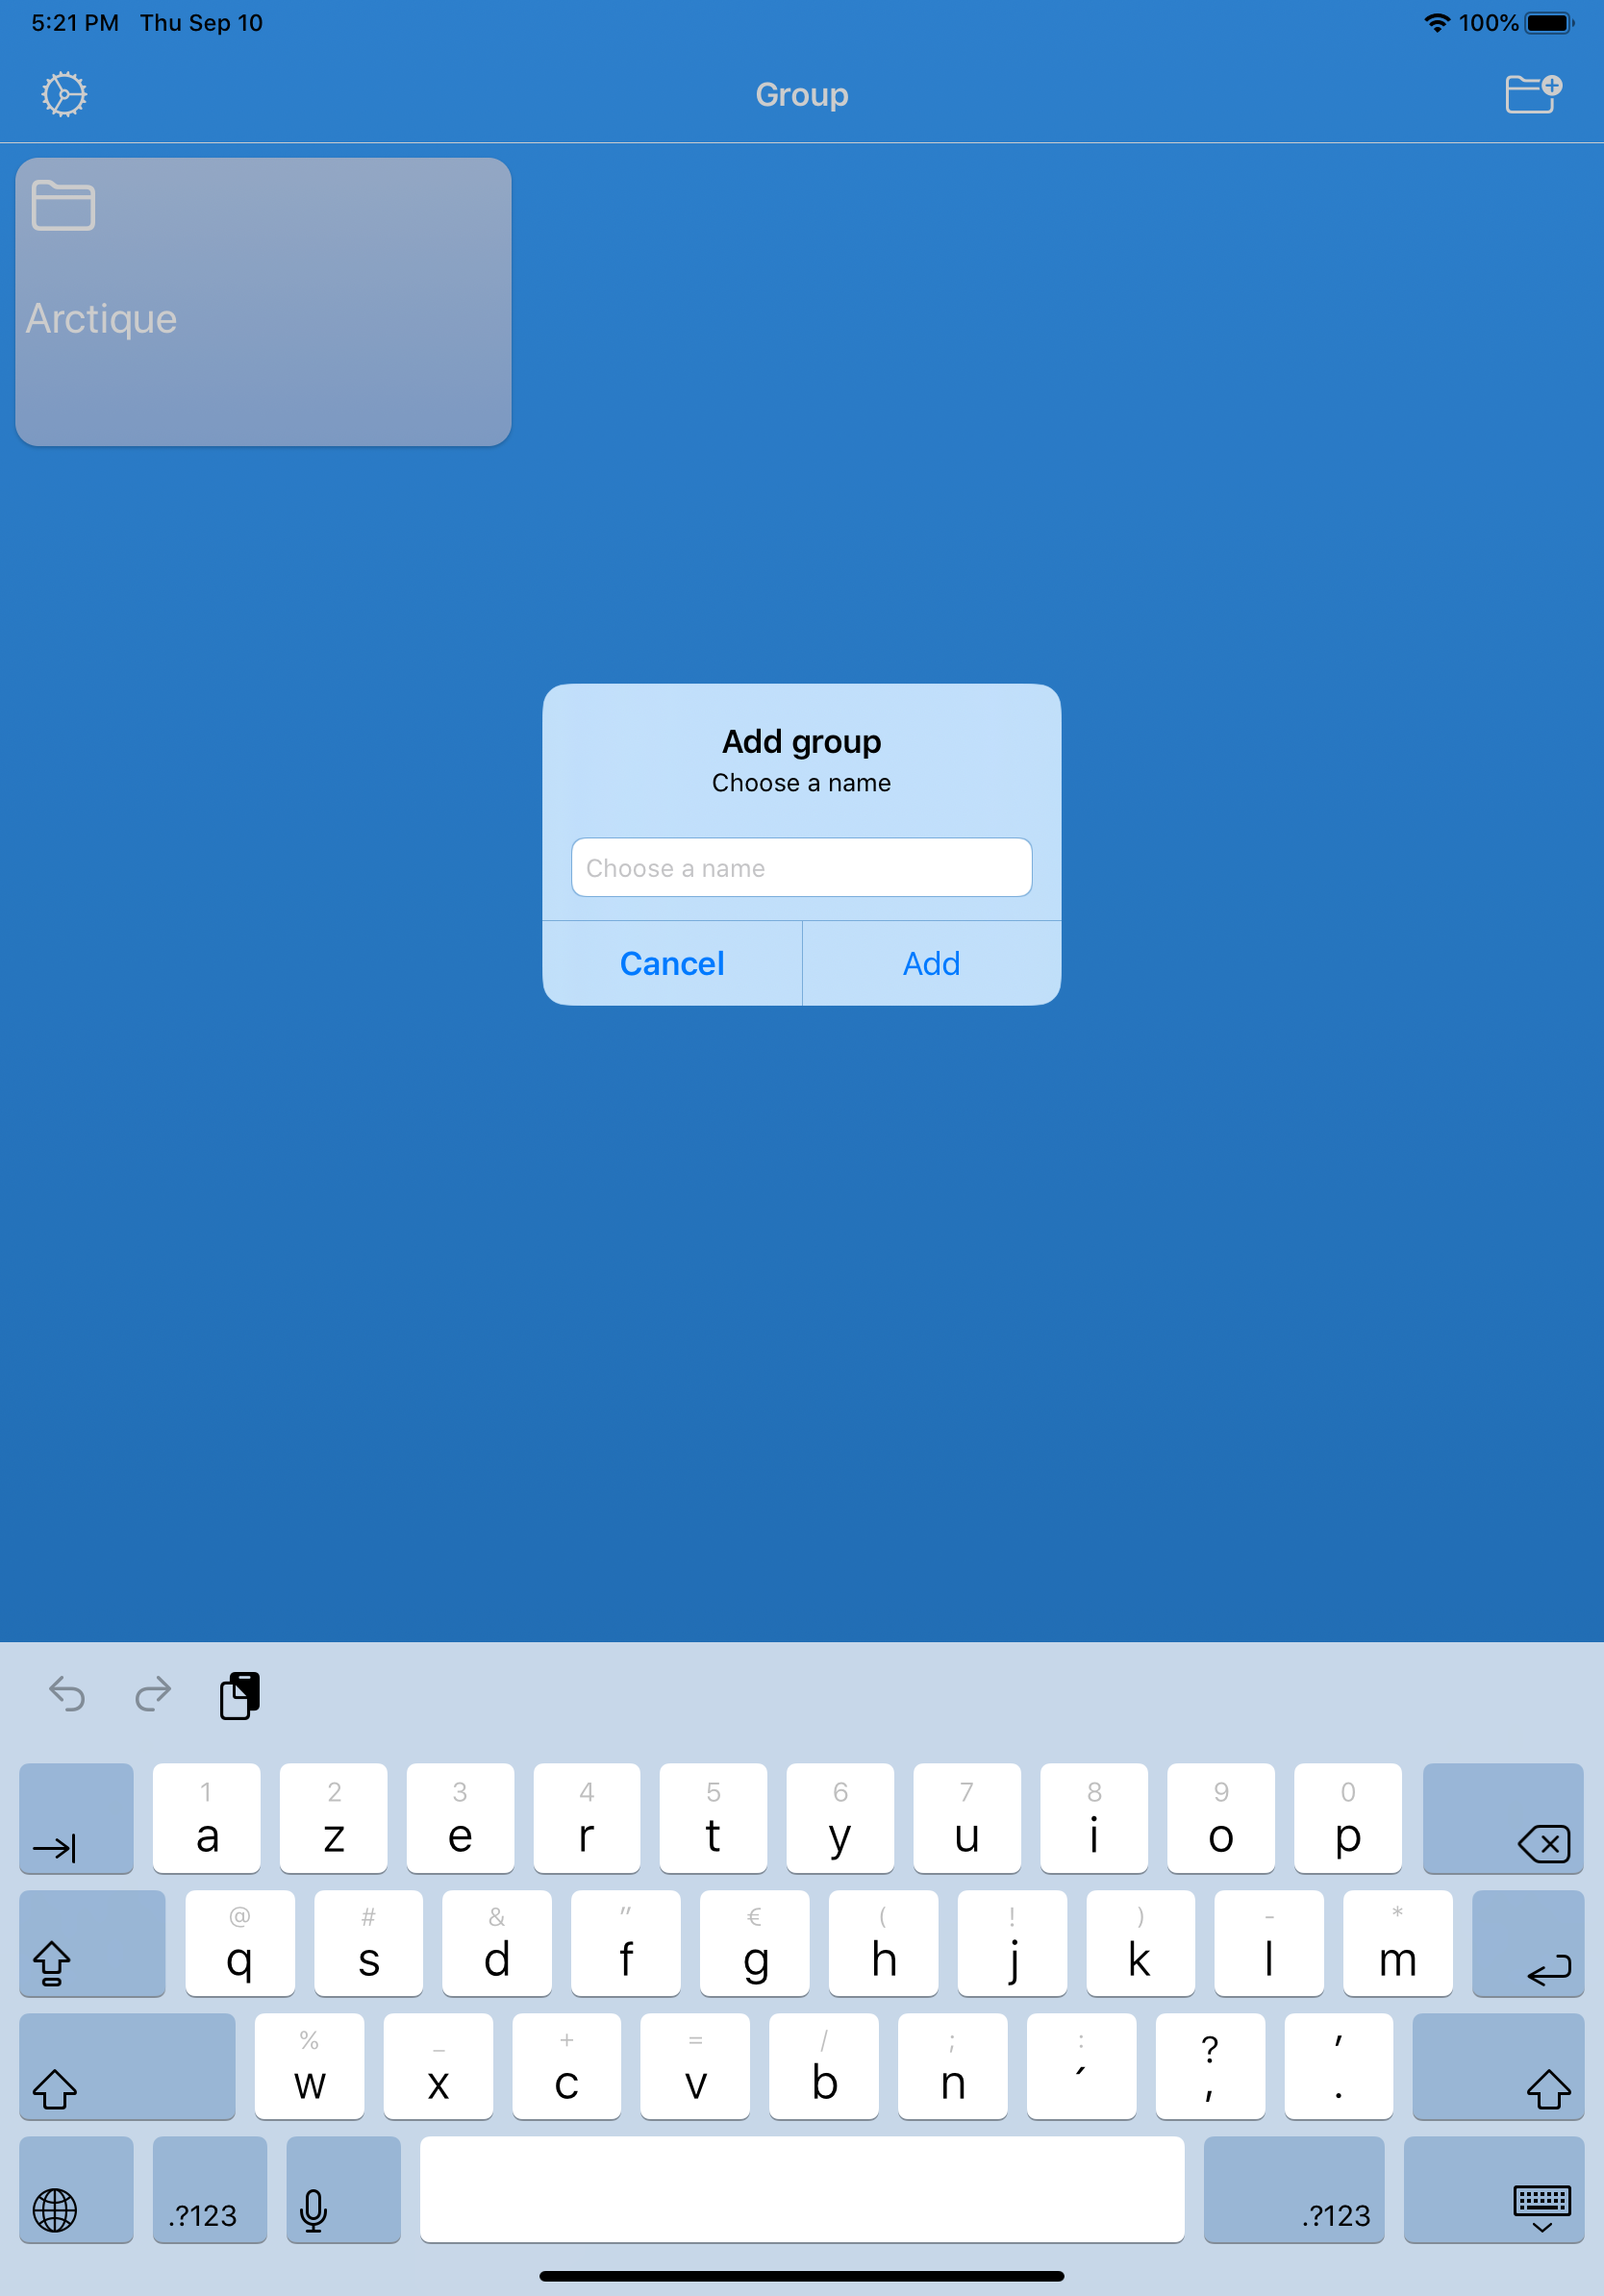 5:21 PM Thu Sep 10 100%
Group
Arctique
Add group
Choose a name
Choose a name
Cancel Add
1 2 3 4 5 6 7 8 9 0
a z e r t y u i o p
@ # & " € ( ! ) - *
q s d f g h j k l m
% _ + = / ; : ? ′
w x c v b n ´ , .
.?123 .?123